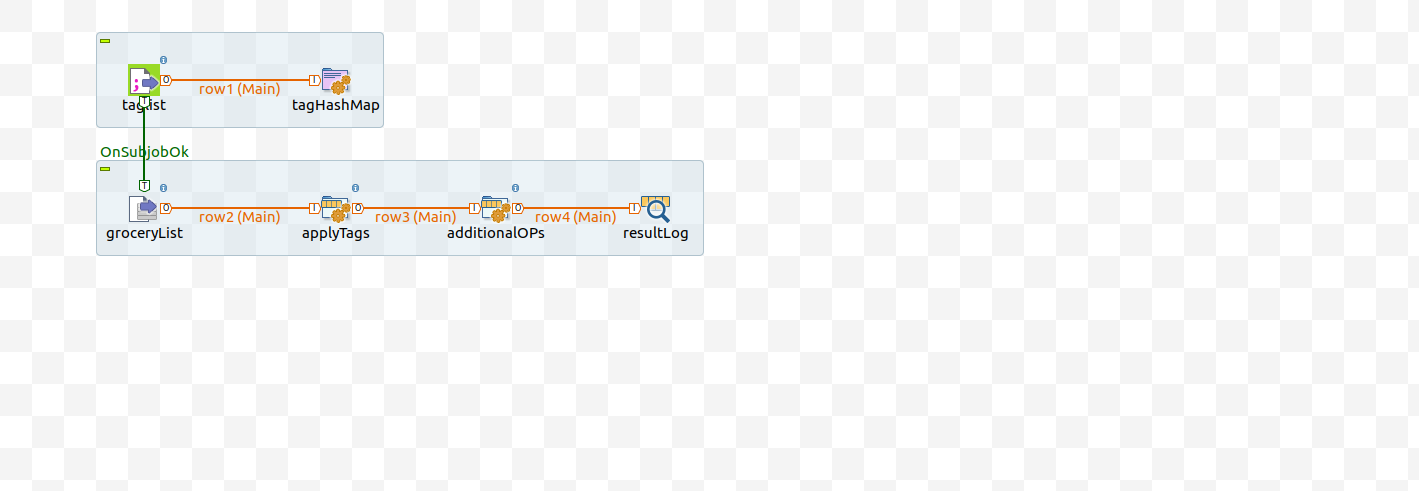 row1 (Main)
taglist
tagHashMap
OnSubjobOk
row2 (Main)
row3 (Main)
row4 (Main)
groceryList
applyTags
additionalOPs
resultLog